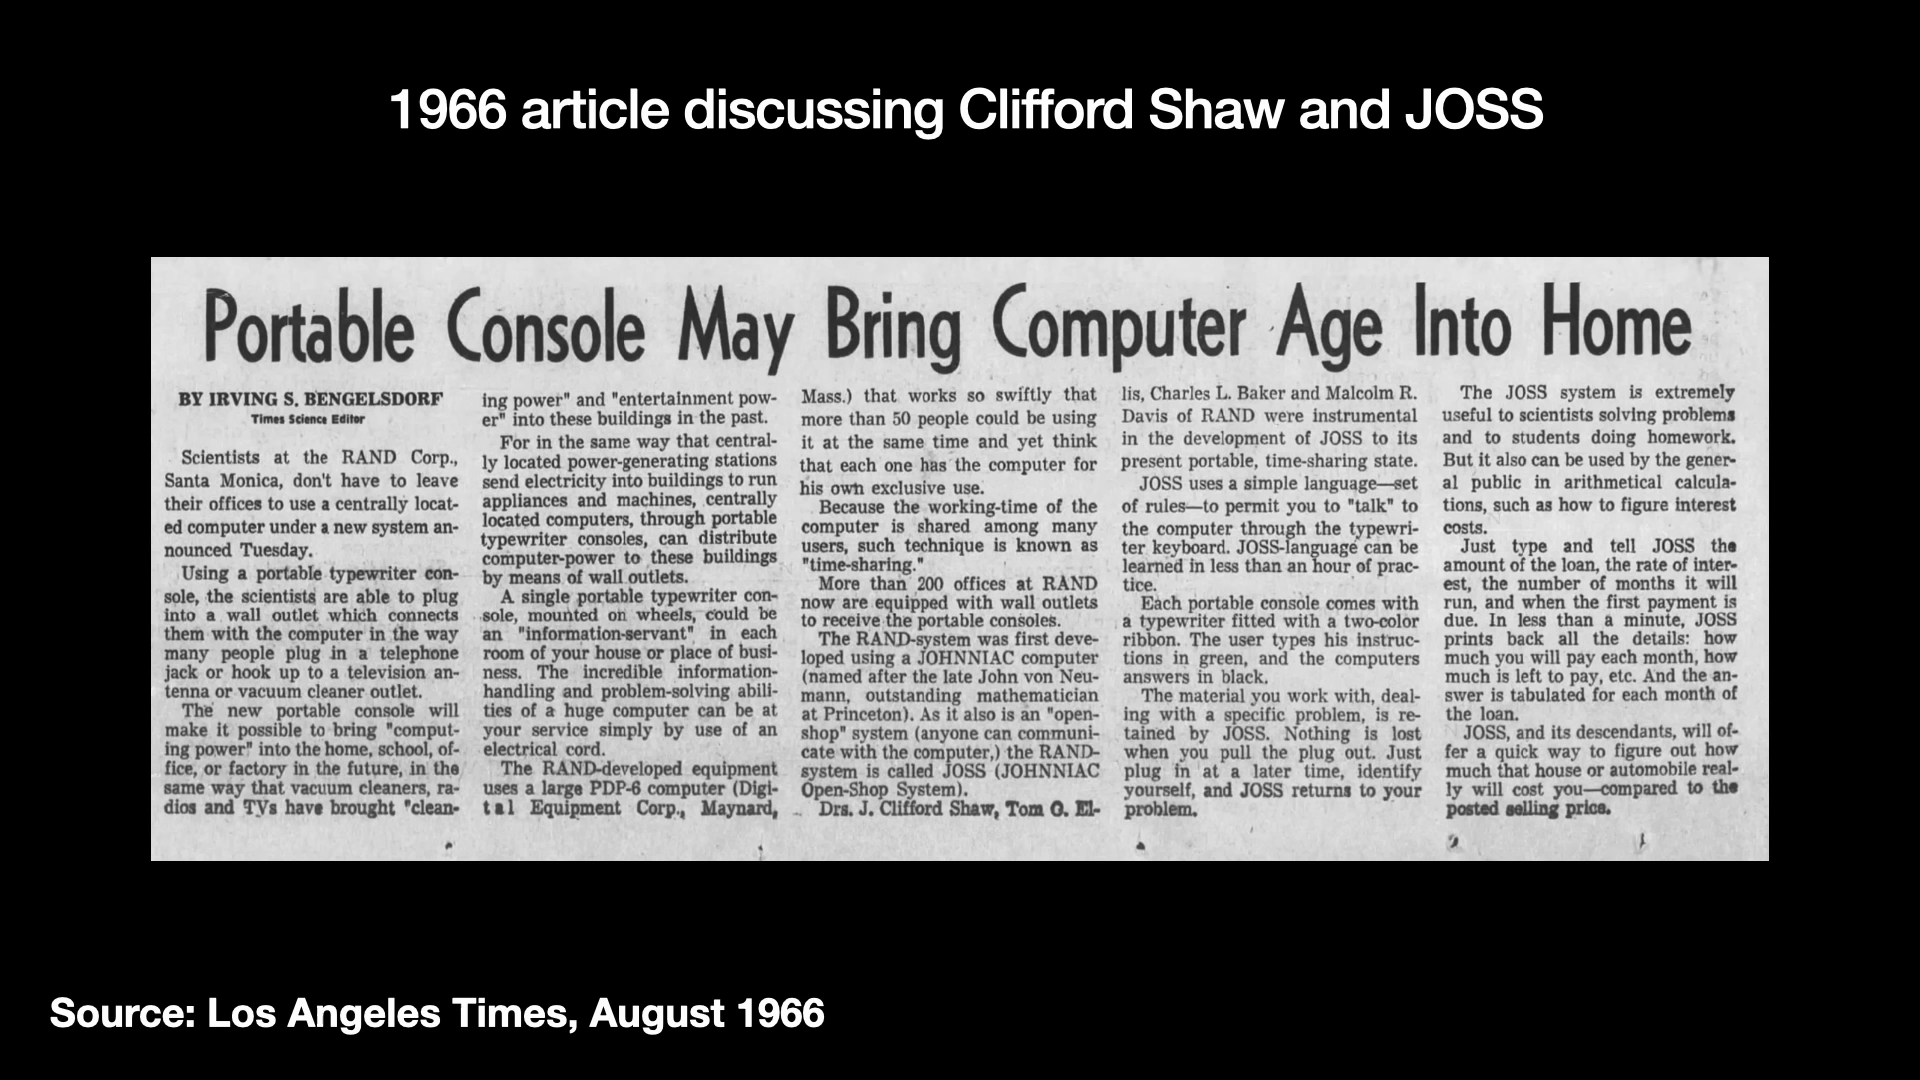 1966 article discussing Clifford Shaw and JOSS
Portable Console May Bring Computer Age Into Home
BY IRVING S. BENGELSDORF
Times Science Editor
Scientists at the RAND Corp.,
Santa Monica, don't have to leave
their offices to use a centrally locat-
ed computer under a new system an-
nounced Tuesday.
Using a portable typewriter con-
sole, the scientists are able to plug
into a wall outlet which connects
them with the computer in the way
many people plug in a telephone
jack or hook up to a television an-
tenna or vacuum cleaner outlet.
The new portable console will
make it possible to bring "comput-
ing power" into the home, school, of-
fice, or factory in the future, in the
same way that vacuum cleaners, ra-
dios and TVs have brought "clean-
ing power" and "entertainment pow-
er" into these buildings in the past.
For in the same way that central-
ly located power-generating stations
send electricity into buildings to run
appliances and machines, centrally
located computers, through portable
typewriter consoles, can distribute
computer-power to these buildings
by means of wall outlets.
A single portable typewriter con-
sole, mounted on wheels, could be
an "information-servant" in each
room of your house or place of busi-
ness. The incredible information-
handling and problem-solving abili-
ties of a huge computer can be at
your service simply by use of an
electrical cord.
The RAND-developed equipment
uses a large PDP-6 computer (Digi-
tal Equipment Corp., Maynard,
Mass.) that works so swiftly that
more than 50 people could be using
it at the same time and yet think
that each one has the computer for
his own exclusive use.
Because the working-time of the
computer is shared among many
users, such technique is known as
"time-sharing."
More than 200 offices at RAND
now are equipped with wall outlets
to receive the portable consoles.
The RAND-system was first deve-
loped using a JOHNNIAC computer
(named after the late John von Neu-
mann, outstanding mathematician
at Princeton). As it also is an "open-
shop" system (anyone can communi-
cate with the computer,) the RAND-
system is called JOSS (JOHNNIAC
Open-Shop System).
Drs. J. Clifford Shaw, Tom O. El-
lis, Charles L. Baker and Malcolm R.
Davis of RAND were instrumental
in the development of JOSS to its
present portable, time-sharing state.
JOSS uses a simple language—set
of rules—to permit you to "talk" to
the computer through the typewri-
ter keyboard. JOSS-language can be
learned in less than an hour of prac-
tice.
Each portable console comes with
a typewriter fitted with a two-color
ribbon. The user types his instruc-
tions in green, and the computers
answers in black.
The material you work with, deal-
ing with a specific problem, is re-
tained by JOSS. Nothing is lost
when you pull the plug out. Just
plug in at a later time, identify
yourself, and JOSS returns to your
problem.
The JOSS system is extremely
useful to scientists solving problems
and to students doing homework.
But it also can be used by the gener-
al public in arithmetical calcula-
tions, such as how to figure interest
costs.
Just type and tell JOSS the
amount of the loan, the rate of inter-
est, the number of months it will
run, and when the first payment is
due. In less than a minute, JOSS
prints back all the details: how
much you will pay each month, how
much is left to pay, etc. And the an-
swer is tabulated for each month of
the loan.
JOSS, and its descendants, will of-
fer a quick way to figure out how
much that house or automobile real-
ly will cost you—compared to the
posted selling price.
Source: Los Angeles Times, August 1966